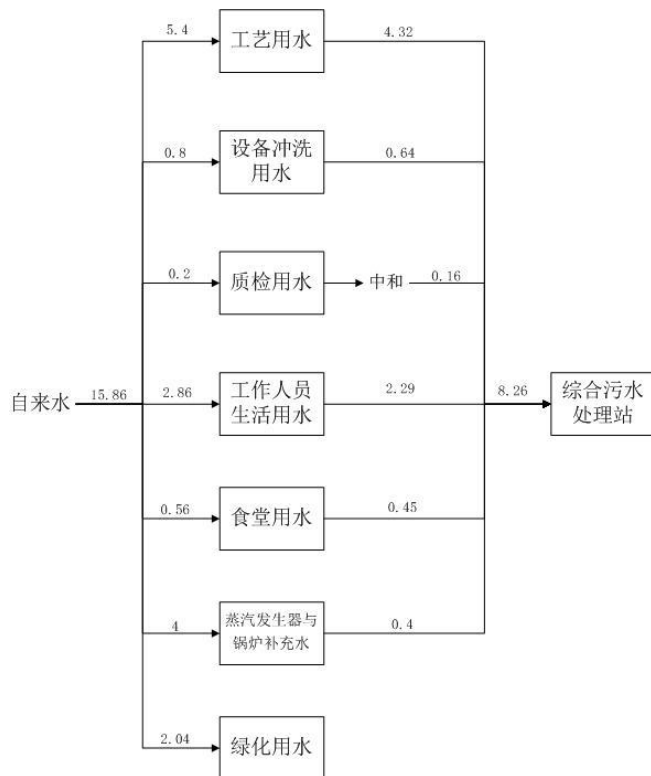 5.4
工艺用水
4.32
0.8
设备冲洗
用水
0.64
0.2
质检用水
中和
0.16
自来水
15.86
2.86
工作人员
生活用水
2.29
8.26
综合污水
处理站
0.56
食堂用水
0.45
4
蒸汽发生器与
锅炉补充水
0.4
2.04
绿化用水